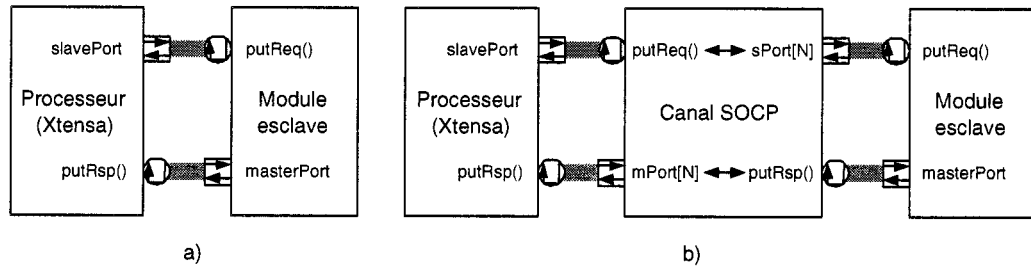 slavePort putReq()
Processeur
(Xtensa)
Module
esclave
putRsp() masterPort
a)
slavePort putReq() sPort[N] putReq()
Processeur
(Xtensa)
Canal SOCP
Module
esclave
putRsp() mPort[N] putRsp() masterPort
b)